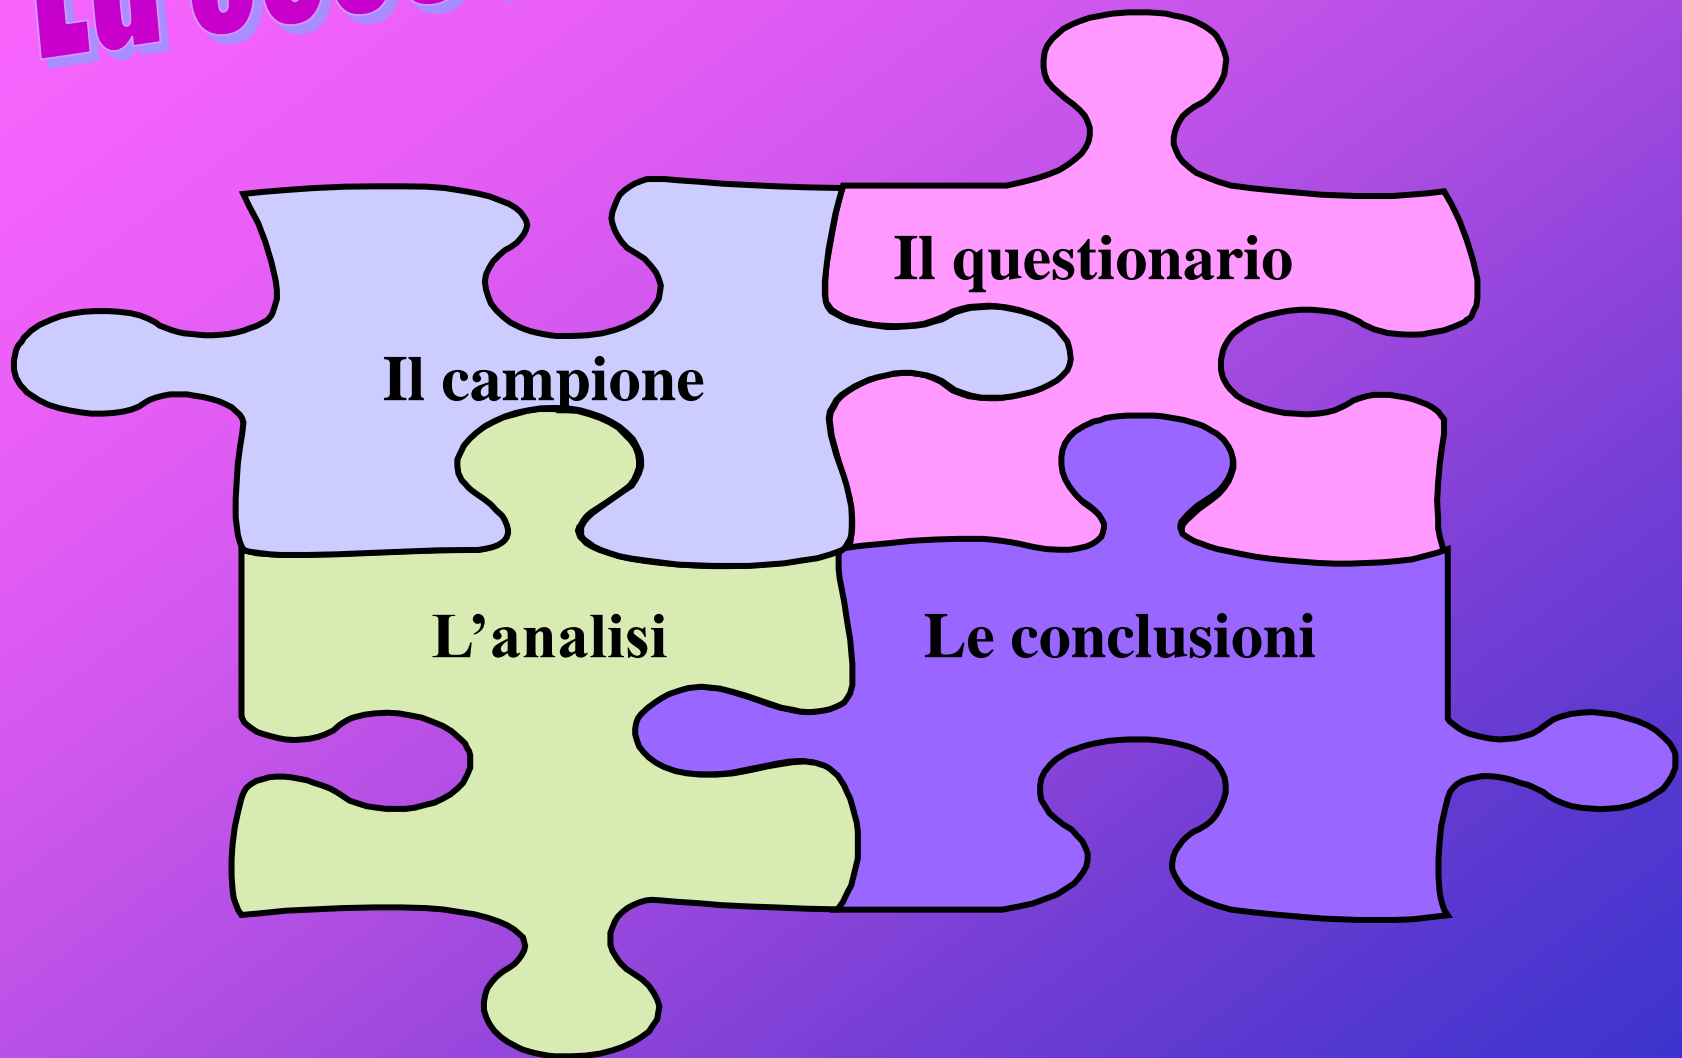 Il questionario
Il campione
L’analisi
Le conclusioni